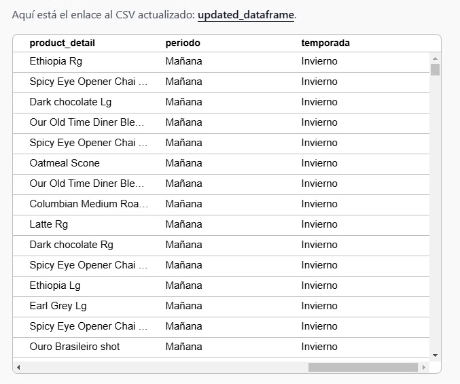 Aquí está el enlace al CSV actualizado: updated_dataframe.
product_detail periodo temporada
Ethiopia Rg Mañana Invierno
Spicy Eye Opener Chai ... Mañana Invierno
Dark chocolate Lg Mañana Invierno
Our Old Time Diner Ble... Mañana Invierno
Spicy Eye Opener Chai ... Mañana Invierno
Oatmeal Scone Mañana Invierno
Our Old Time Diner Ble... Mañana Invierno
Columbian Medium Roa... Mañana Invierno
Latte Rg Mañana Invierno
Dark chocolate Rg Mañana Invierno
Spicy Eye Opener Chai ... Mañana Invierno
Ethiopia Lg Mañana Invierno
Earl Grey Lg Mañana Invierno
Spicy Eye Opener Chai ... Mañana Invierno
Ouro Brasileiro shot Mañana Invierno